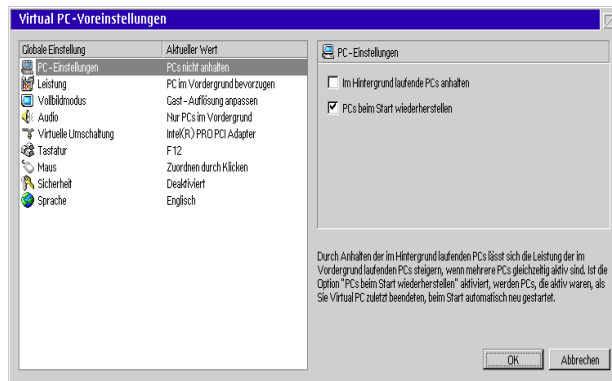 Virtual PC-Voreinstellungen
Globale Einstellung Aktueller Wert
PC-Einstellungen PCs nicht anhalten
Leistung PC im Vordergrund bevorzugen
Vollbildmodus Gast-Auflösung anpassen
Audio Nur PCs im Vordergrund
Virtuelle Umschaltung Intel(R) PRO PCI Adapter
Tastatur F12
Maus Zuordnen durch Klicken
Sicherheit Deaktiviert
Sprache Englisch
PC-Einstellungen
Im Hintergrund laufende PCs anhalten
PCs beim Start wiederherstellen
Durch Anhalten der im Hintergrund laufenden PCs lässt sich die Leistung der im
Vordergrund laufenden PCs steigern, wenn mehrere PCs gleichzeitig aktiv sind. Ist die
Option "PCs beim Start wiederherstellen" aktiviert, werden PCs, die aktiv waren, als
Sie Virtual PC zuletzt beendeten, beim Start automatisch neu gestartet.
OK Abbrechen